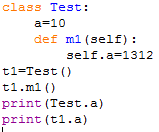 class Test:
    a=10
    def m1(self):
        self.a=1312
t1=Test()
t1.m1()
print(Test.a)
print(t1.a)